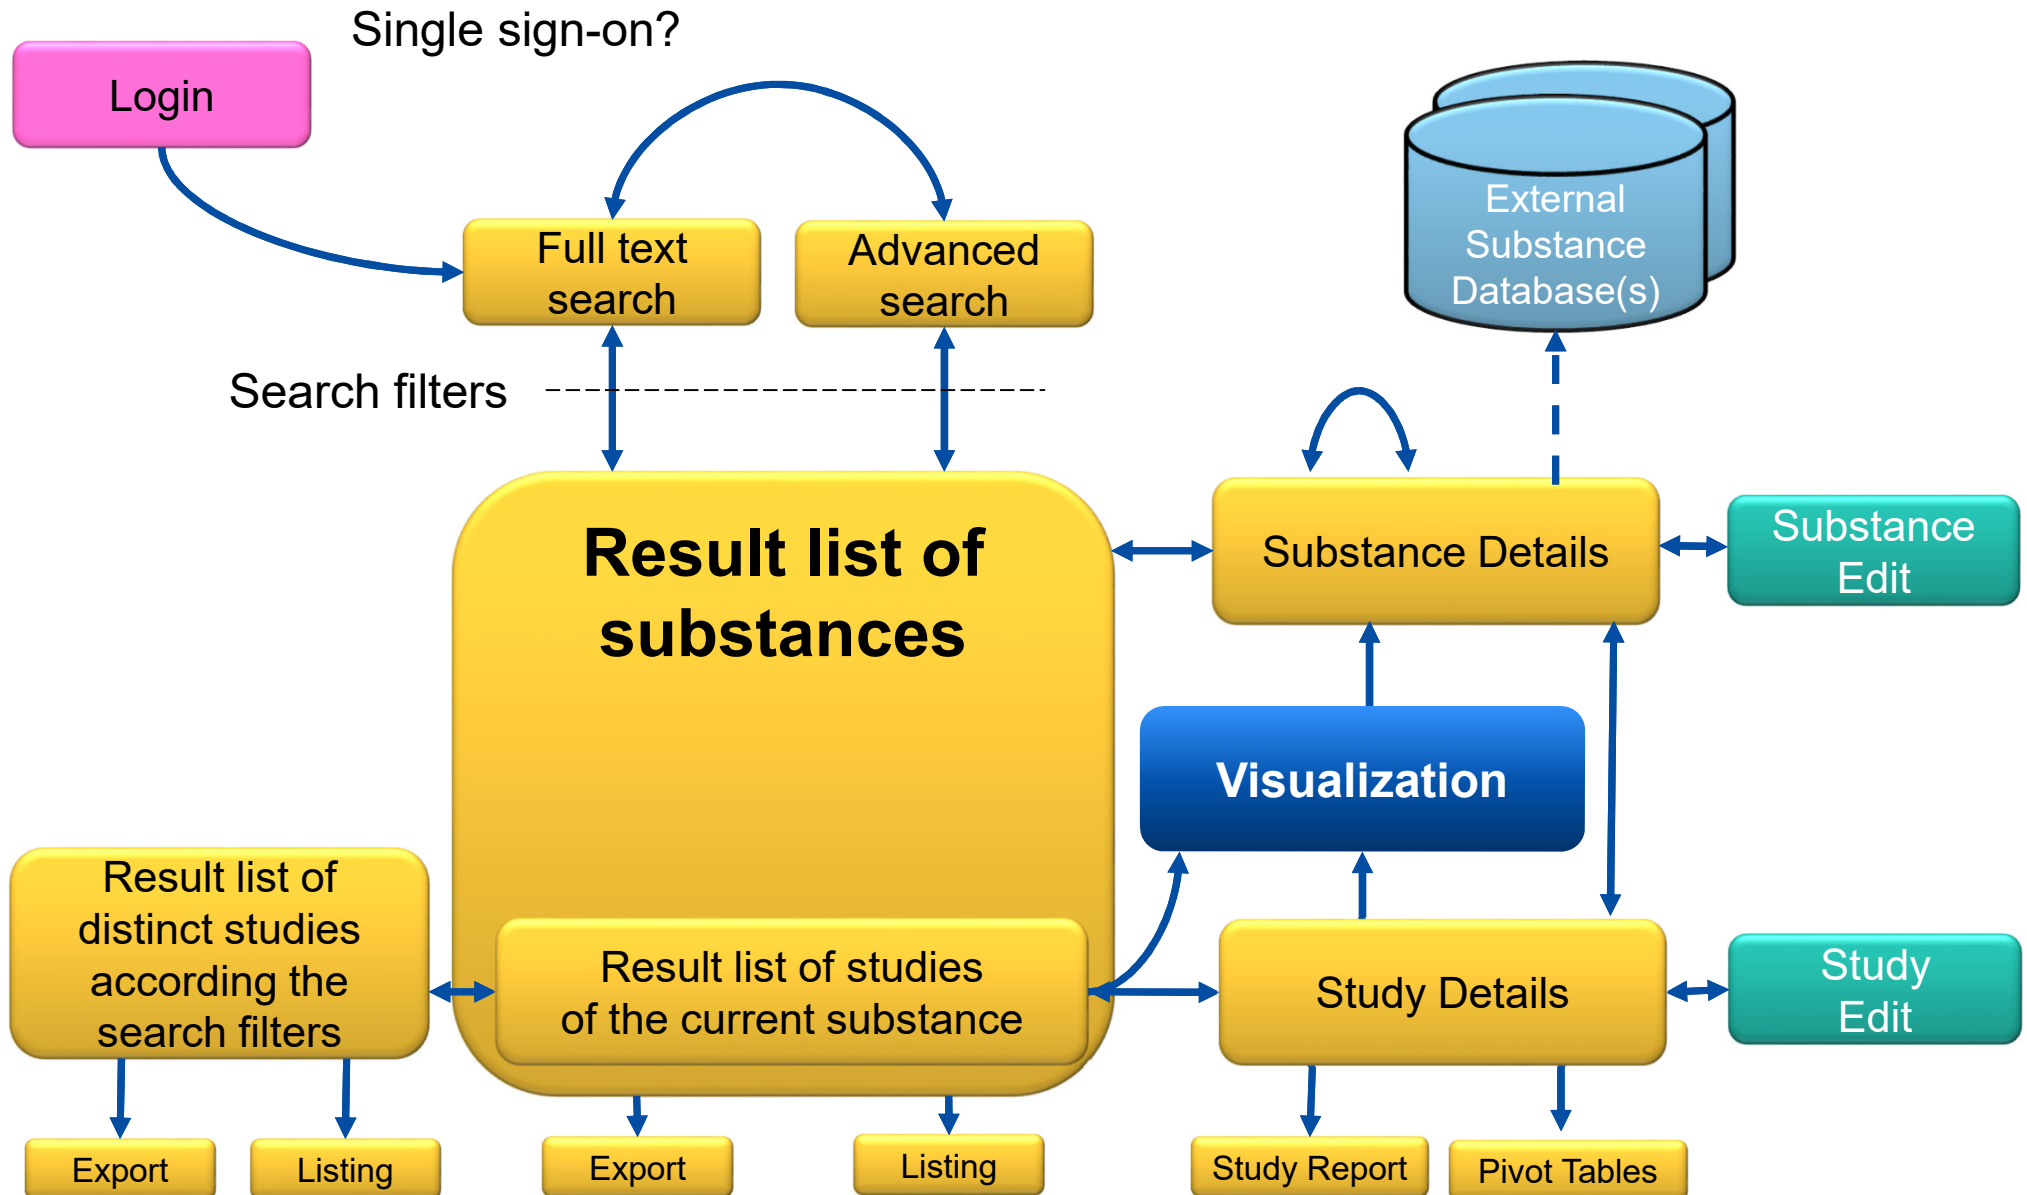 Single sign-on?
Login
External
Substance
Database(s)
Full text
search
Advanced
search
Search filters
Result list of
substances
Substance Details
Substance
Edit
Visualization
Result list of
distinct studies
according the
search filters
Result list of studies
of the current substance
Study Details
Study
Edit
Export
Listing
Export
Listing
Study Report
Pivot Tables